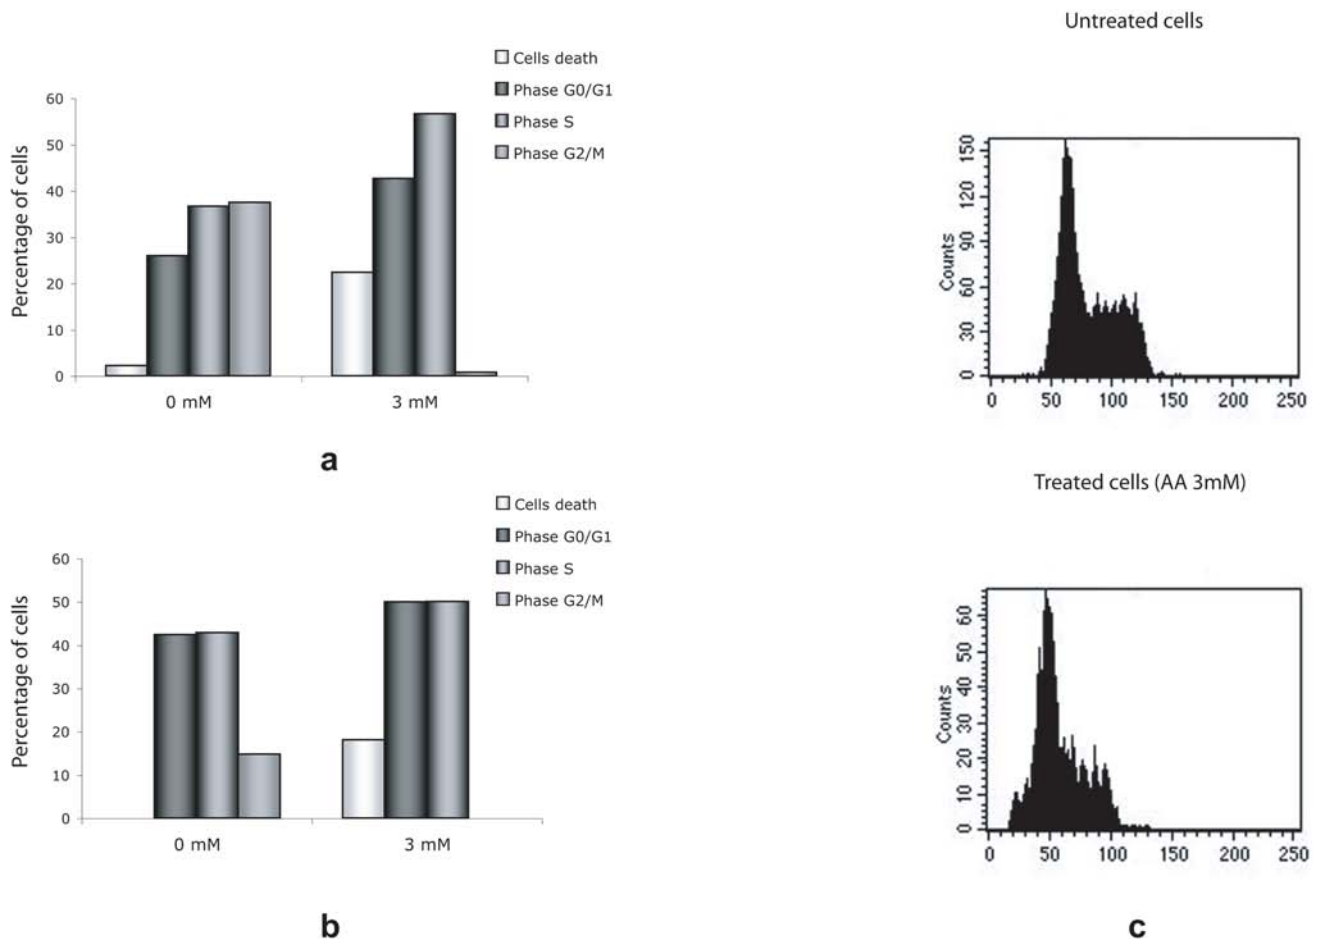 Cells death
Phase G0/G1
Phase S
Phase G2/M
Percentage of cells
60
50
40
30
20
10
0
0 mM
3 mM
a
Cells death
Phase G0/G1
Phase S
Phase G2/M
Percentage of cells
60
50
40
30
20
10
0
0 mM
3 mM
b
Untreated cells
Counts
150
120
90
60
30
0
0 50 100 150 200 250
Treated cells (AA 3mM)
Counts
60
50
40
30
20
10
0
0 50 100 150 200 250
c